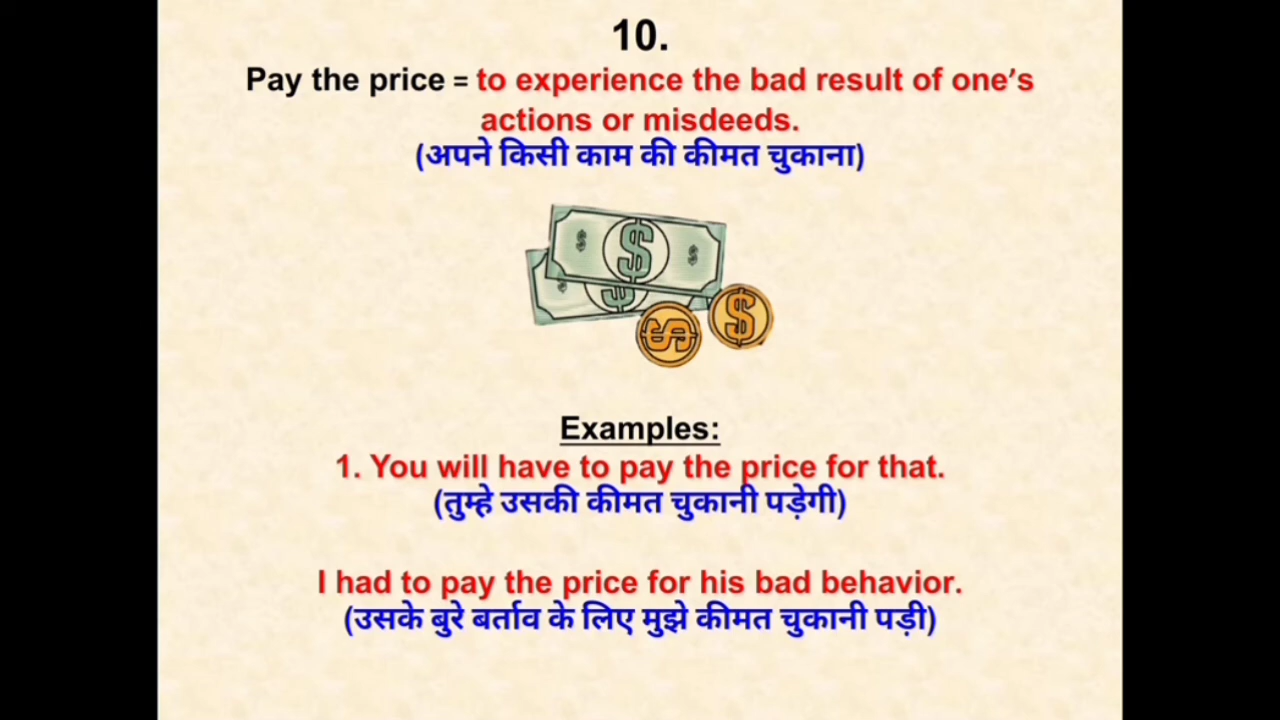 10.
Pay the price = to experience the bad result of one's
actions or misdeeds.
(अपने किसी काम की कीमत चुकाना)
$ $ $
$ $
$ $
Examples:
1. You will have to pay the price for that.
(तुम्हे उसकी कीमत चुकानी पड़ेगी)
I had to pay the price for his bad behavior.
(उसके बुरे बर्ताव के लिए मुझे कीमत चुकानी पड़ी)